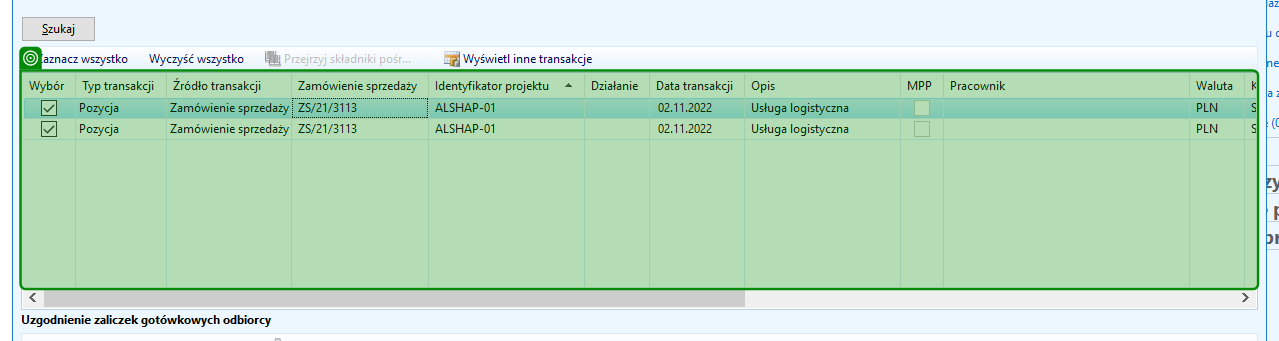 Szukaj
Zaznacz wszystko Wyczyść wszystko Przejrzyj składniki pośr... Wyświetl inne transakcje
Wybór Typ transakcji Źródło transakcji Zamówienie sprzedaży Identyfikator projektu Działanie Data transakcji Opis MPP Pracownik Waluta
Pozycja Zamówienie sprzedaży ZS/21/3113 ALSHAP-01 02.11.2022 Usługa logistyczna PLN
Pozycja Zamówienie sprzedaży ZS/21/3113 ALSHAP-01 02.11.2022 Usługa logistyczna PLN
Uzgodnienie zaliczek gotówkowych odbiorcy